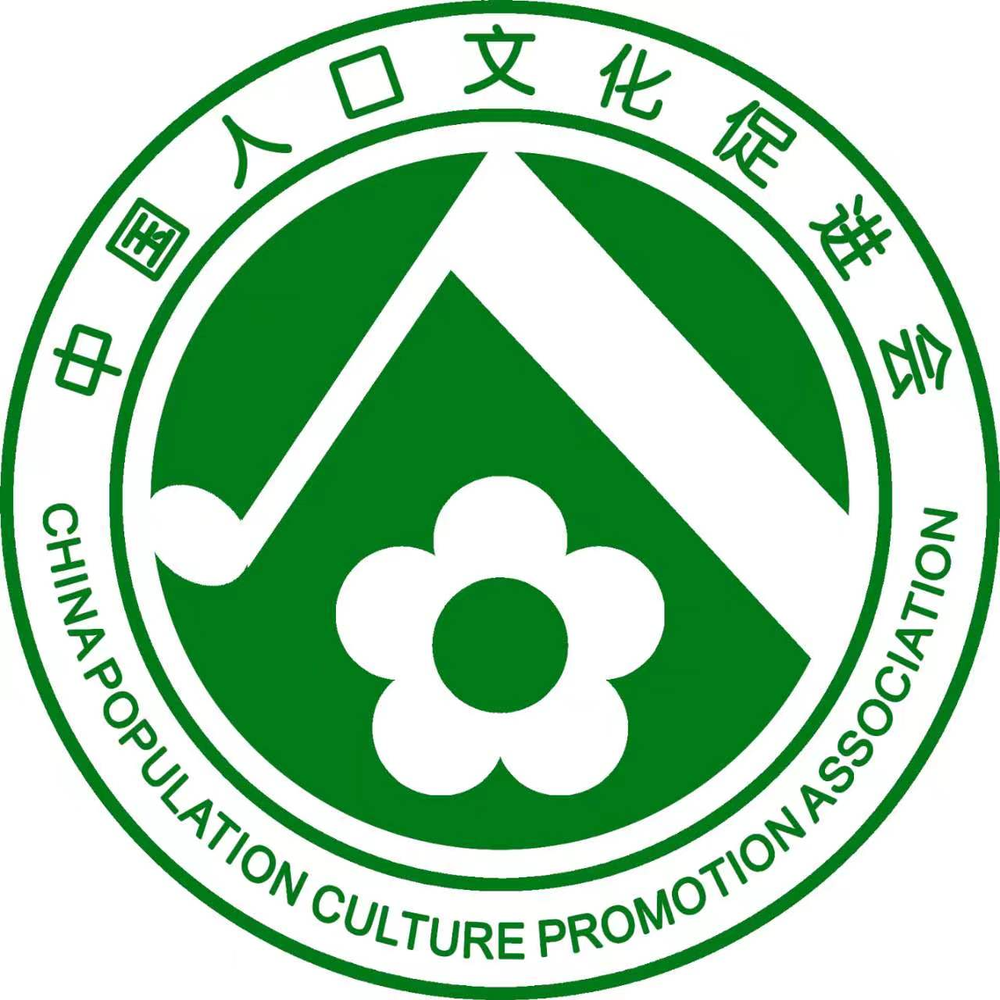 中国人口文化促进会
CHINA POPULATION CULTURE PROMOTION ASSOCIATION